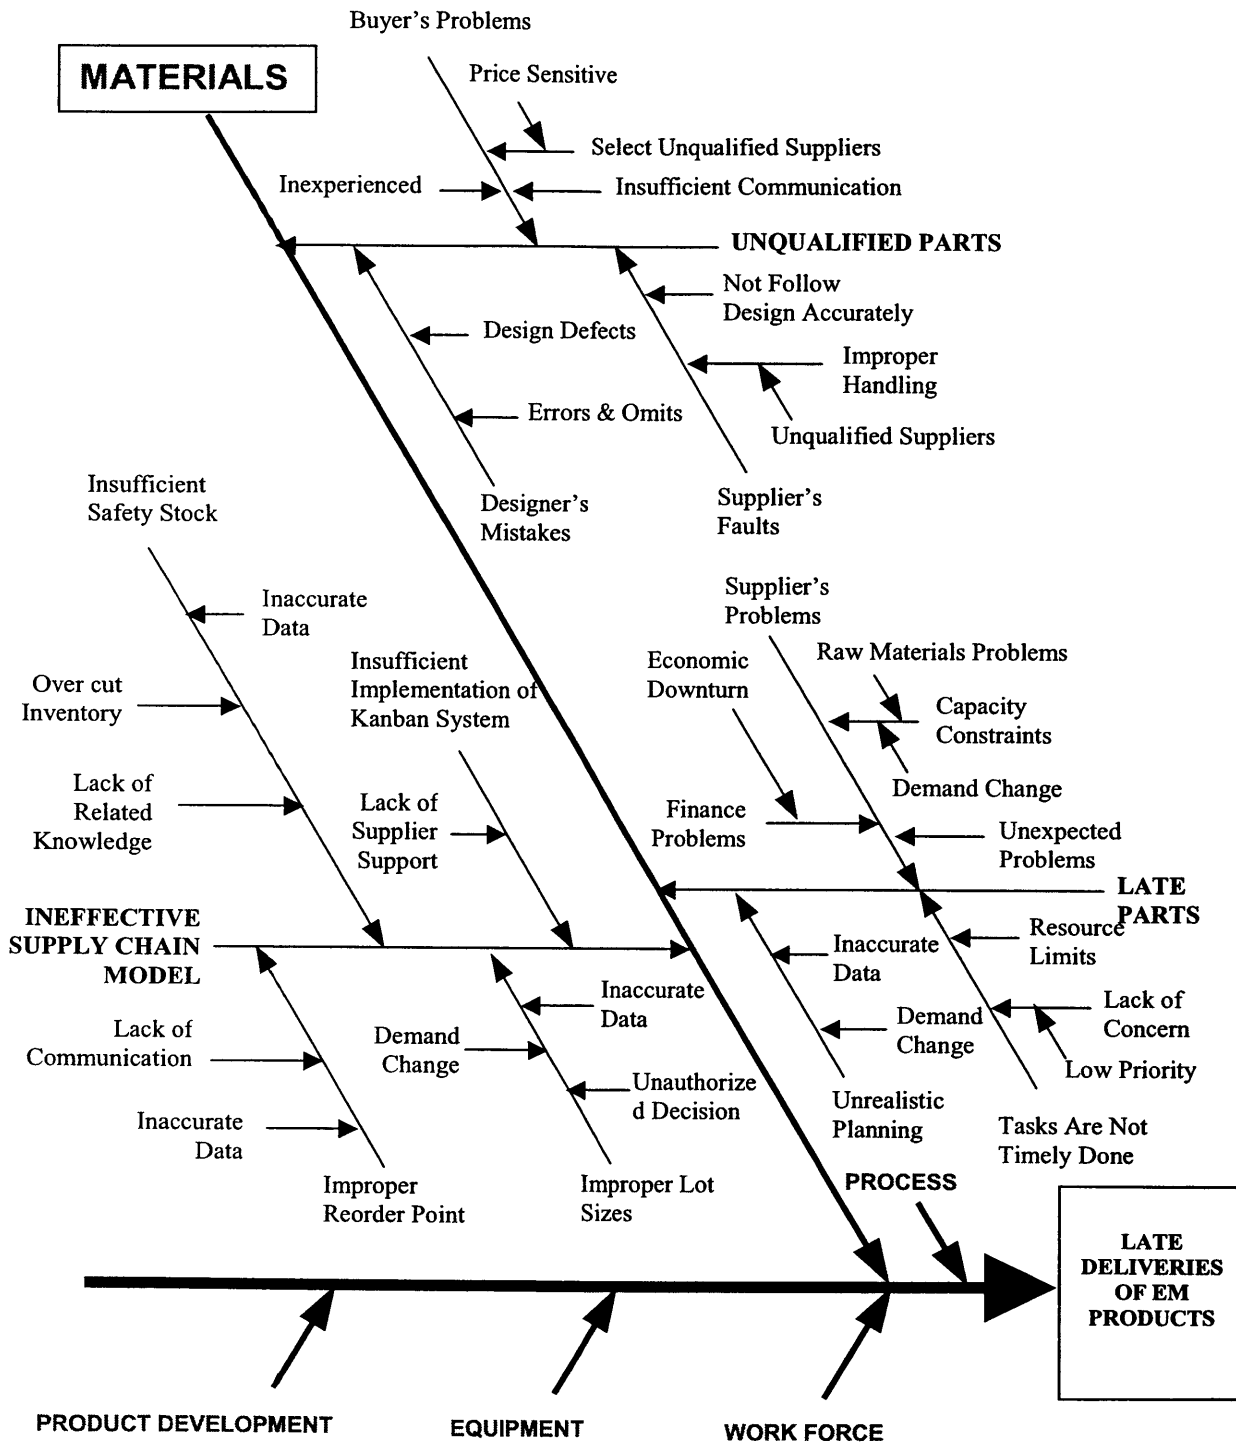 Buyer's Problems
MATERIALS
Price Sensitive
Select Unqualified Suppliers
Inexperienced
Insufficient Communication
UNQUALIFIED PARTS
Not Follow
Design Accurately
Design Defects
Improper
Handling
Errors & Omits
Unqualified Suppliers
Designer's
Mistakes
Supplier's
Faults
Insufficient
Safety Stock
Inaccurate
Data
Over cut
Inventory
Insufficient
Implementation of
Kanban System
Lack of
Related
Knowledge
Lack of
Supplier
Support
Supplier's
Problems
Economic
Downturn
Raw Materials Problems
Capacity
Constraints
Demand Change
Finance
Problems
Unexpected
Problems
LATE
PARTS
INEFFECTIVE
SUPPLY CHAIN
MODEL
Resource
Limits
Inaccurate
Data
Lack of
Concern
Low Priority
Demand
Change
Unrealistic
Planning
Tasks Are Not
Timely Done
Lack of
Communication
Inaccurate
Data
Improper
Reorder Point
Inaccurate
Data
Demand
Change
Unauthorize
d Decision
Improper Lot
Sizes
PROCESS
LATE
DELIVERIES
OF EM
PRODUCTS
PRODUCT DEVELOPMENT
EQUIPMENT
WORK FORCE